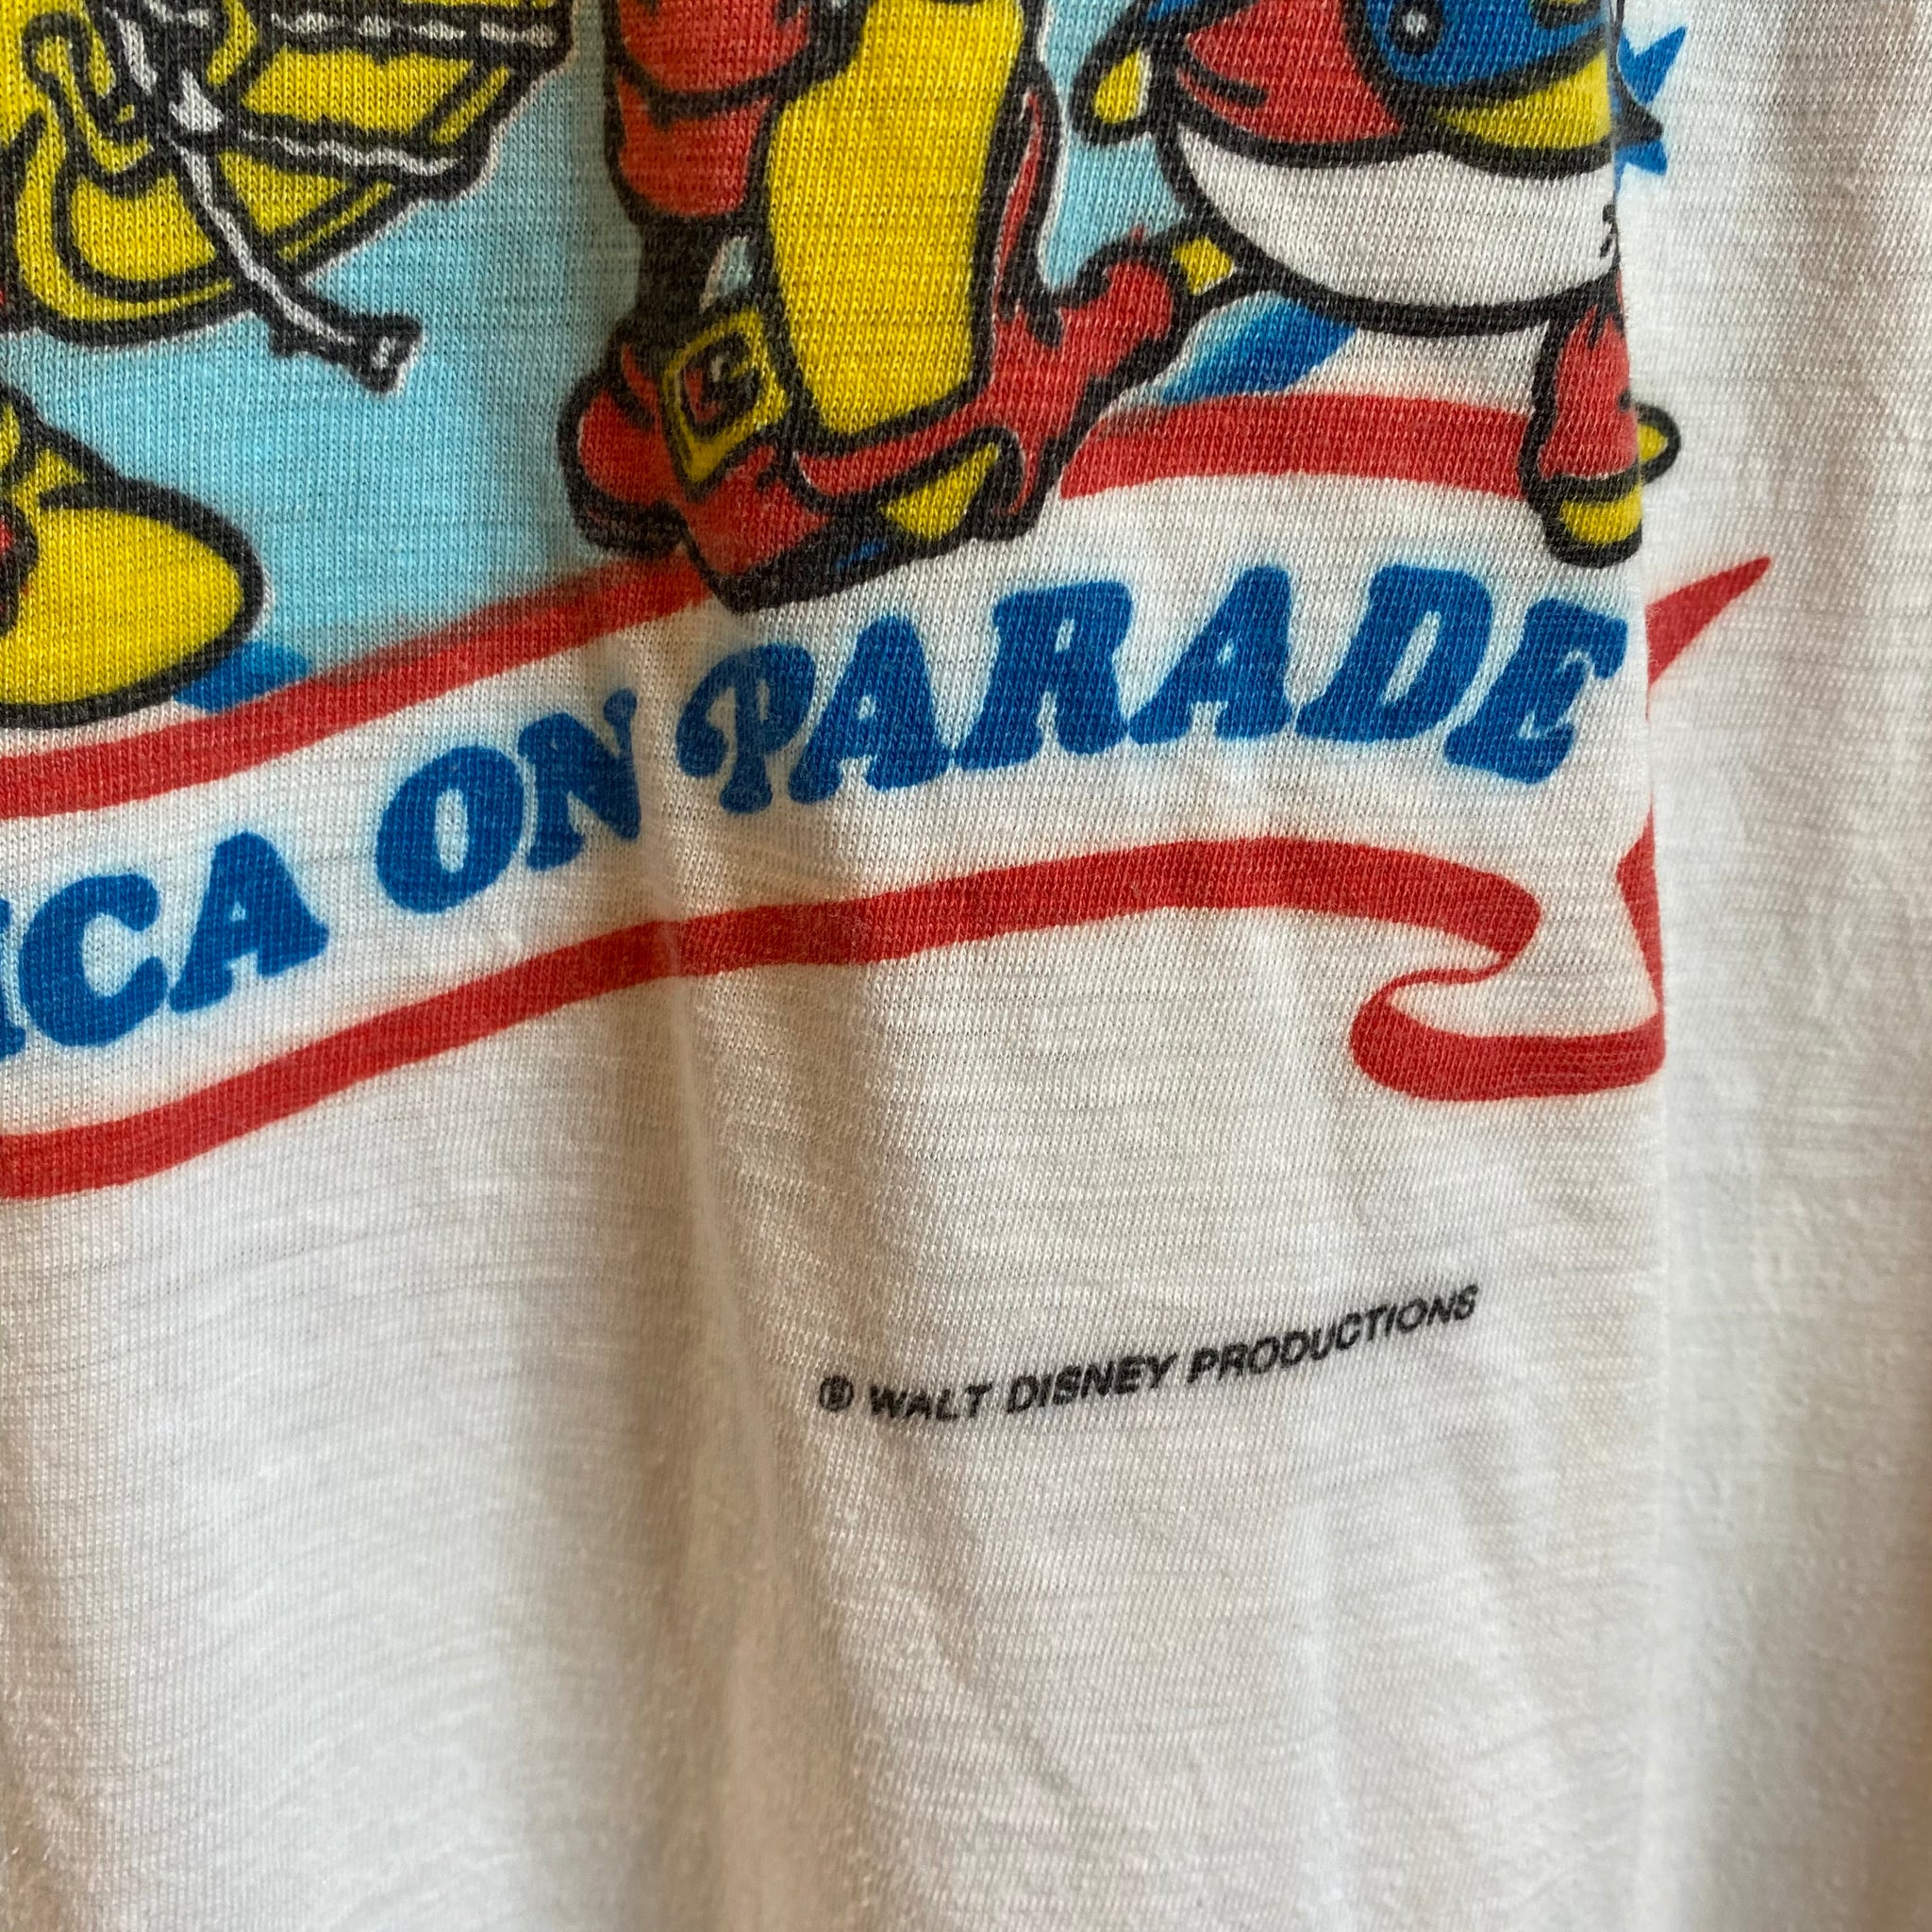 ICA ON PARADE
® WALT DISNEY PRODUCTIONS